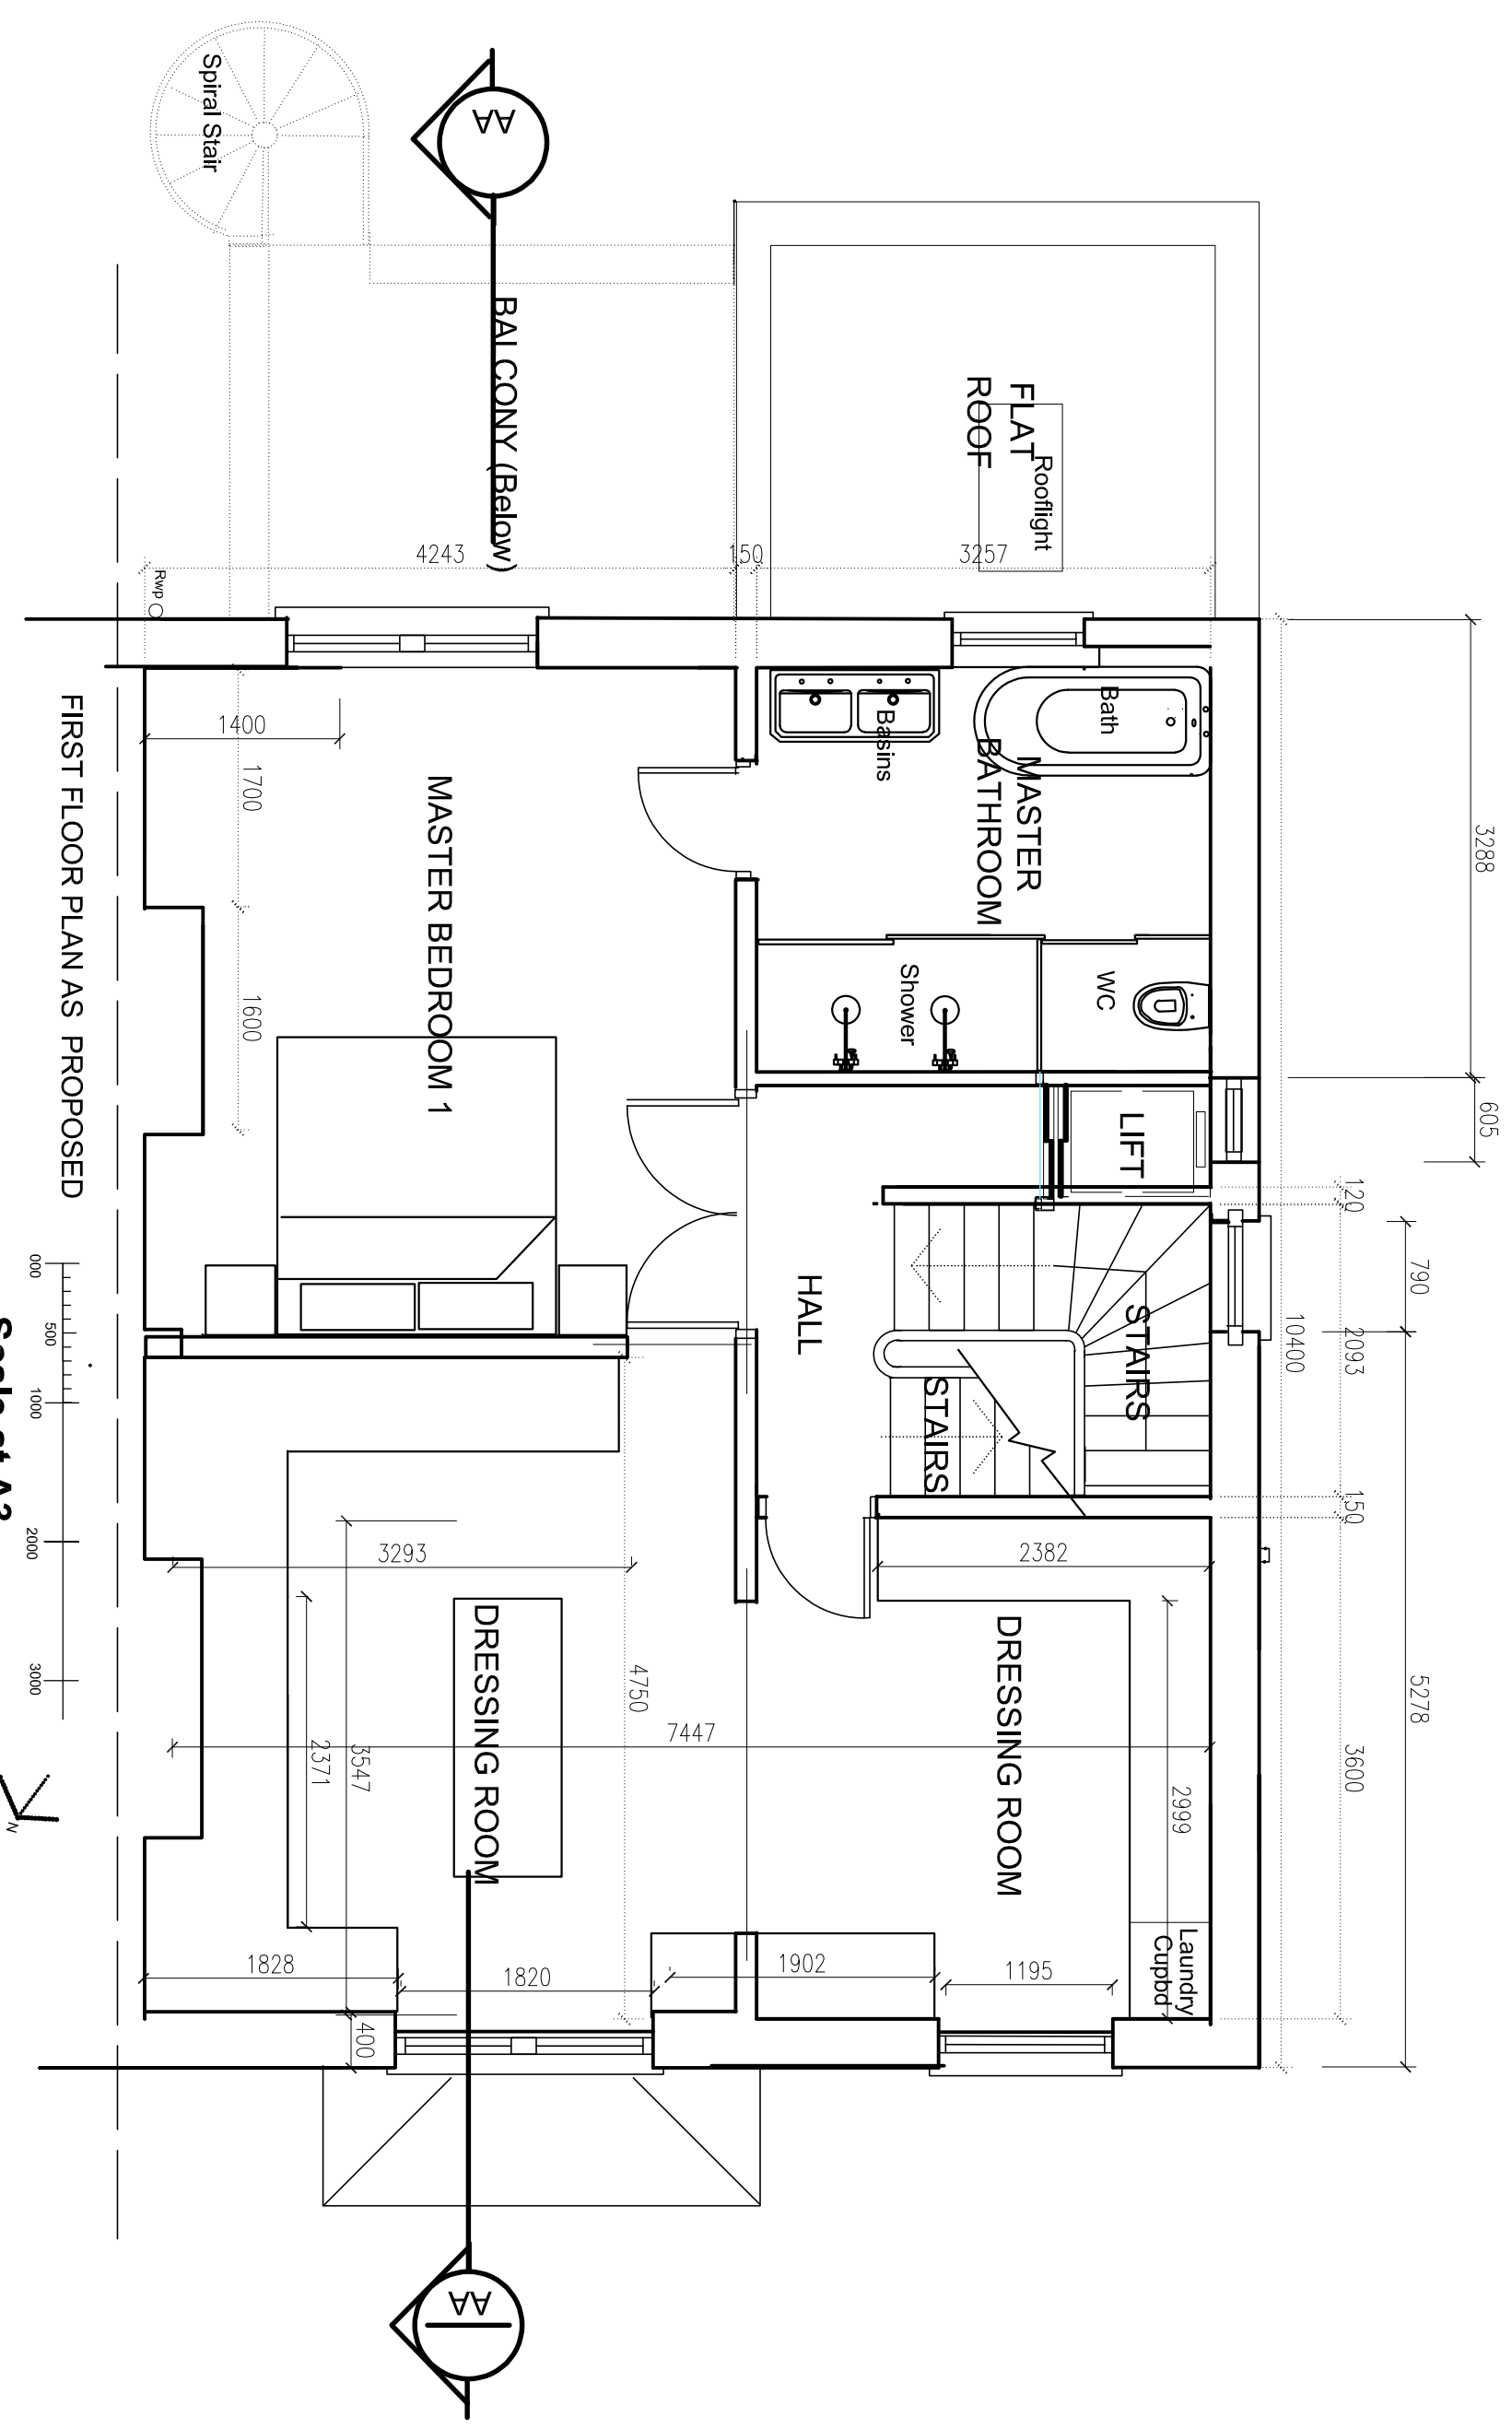 Spiral Stair
AA
BALCONY (Below)
FLAT
ROOF
Rooflight
4243
150
3257
Rwp
3288
605
120
790
2093
10400
150
5278
3600
1400
1700
1600
MASTER BEDROOM 1
Basins
Bath
MASTER
BATHROOM
Shower
WC
LIFT
HALL
STAIRS
STAIRS
2382
3293
4750
7447
3547
2371
2999
DRESSING ROOM
DRESSING ROOM
Laundry
Cupbd
1828
1820
1902
1195
400
AA
FIRST FLOOR PLAN AS PROPOSED
000
500
1000
2000
3000
N